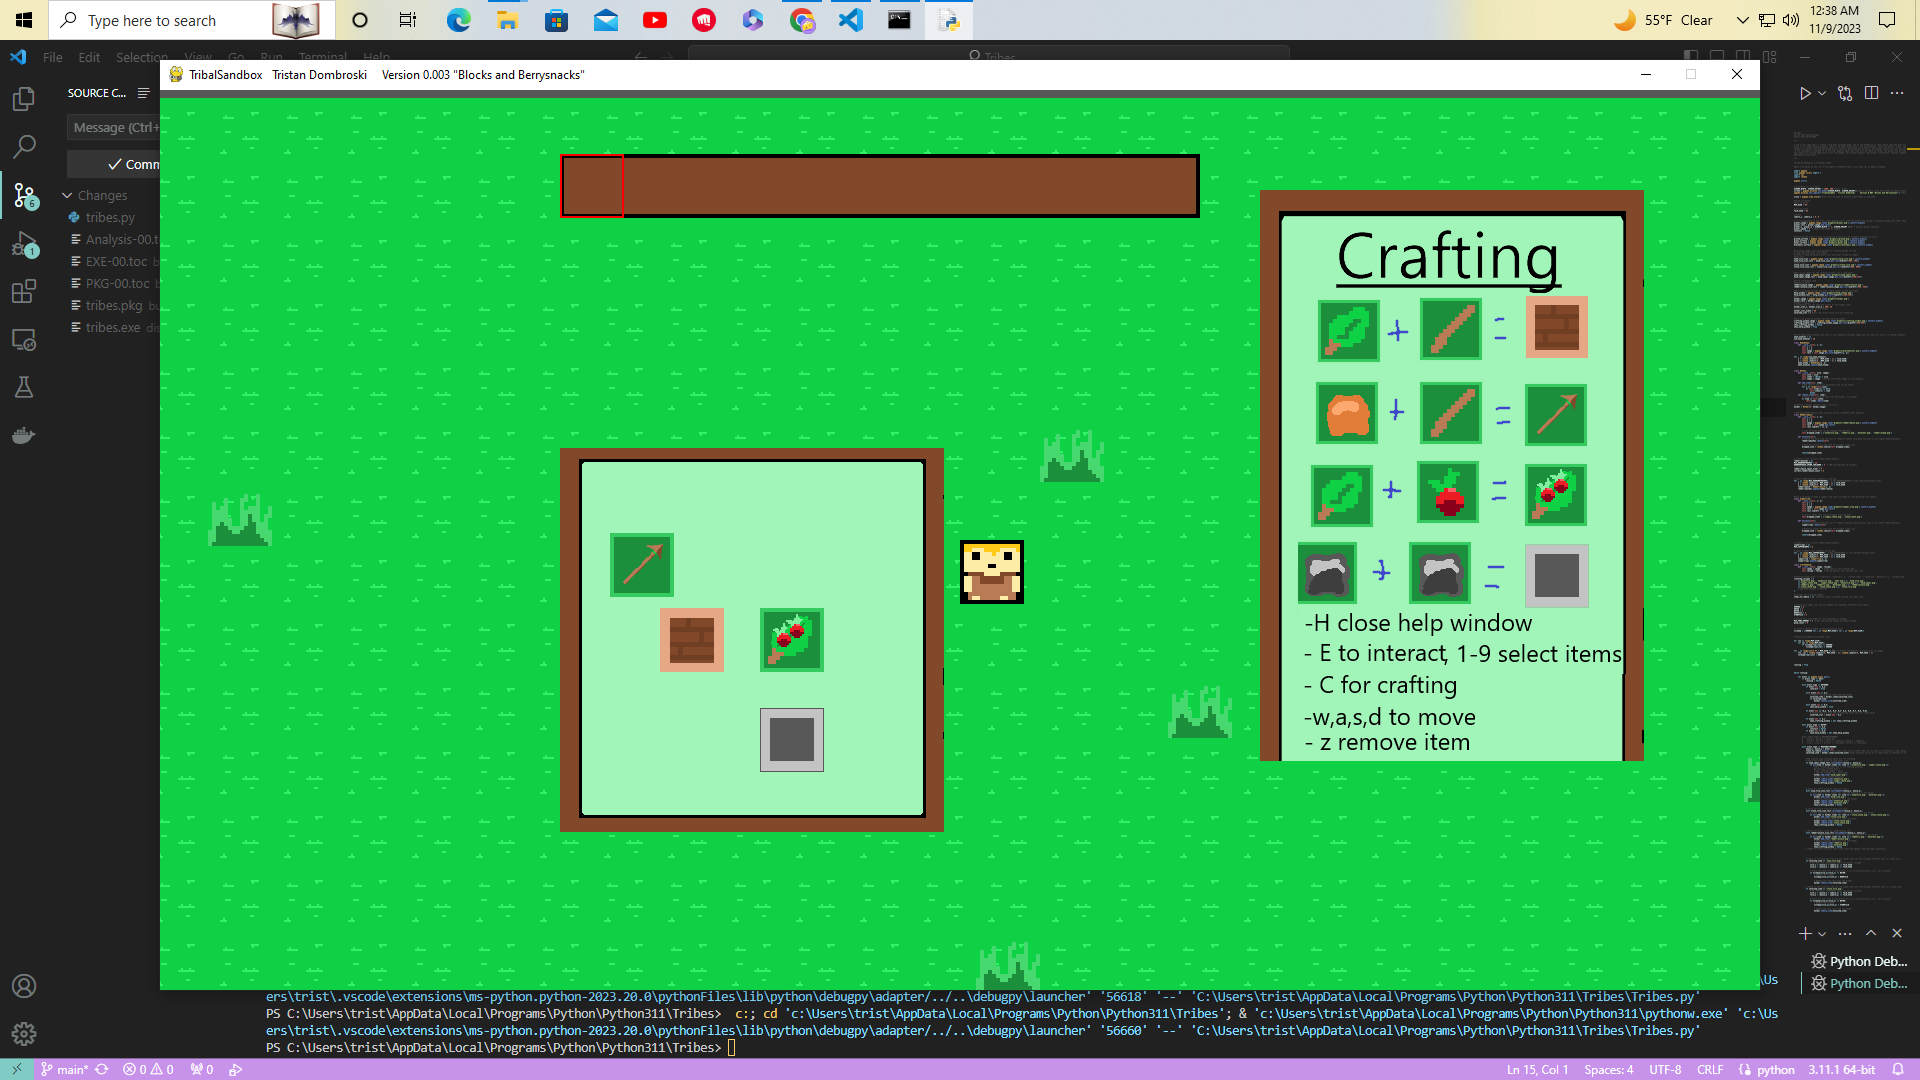 Type here to search
55°F Clear
12:38 AM
11/9/2023
File Edit Selection View Go Run Terminal Help
Tribes
TribalSandbox Tristan Dombroski Version 0.003 "Blocks and Berrysnacks"
SOURCE C...
Message (Ctrl+
Comm
Changes
tribes.py
Analysis-00.t
EXE-00.toc
PKG-00.toc
tribes.pkg
tribes.exe
6
1
Crafting
+ =
+ =
+ =
+ =
-H close help window
- E to interact, 1-9 select items
- C for crafting
-w,a,s,d to move
- z remove item
Python Deb...
Python Deb...
\Us
ers\trist\.vscode\extensions\ms-python.python-2023.20.0\pythonFiles\lib\python\debugpy\adapter/../..\debugpy\launcher' '56618' '--' 'C:\Users\trist\AppData\Local\Programs\Python\Python311\Tribes\Tribes.py'
PS C:\Users\trist\AppData\Local\Programs\Python\Python311\Tribes> c:; cd 'c:\Users\trist\AppData\Local\Programs\Python\Python311\Tribes'; & 'c:\Users\trist\AppData\Local\Programs\Python\Python311\pythonw.exe' 'c:\Us
ers\trist\.vscode\extensions\ms-python.python-2023.20.0\pythonFiles\lib\python\debugpy\adapter/../..\debugpy\launcher' '56660' '--' 'C:\Users\trist\AppData\Local\Programs\Python\Python311\Tribes\Tribes.py'
PS C:\Users\trist\AppData\Local\Programs\Python\Python311\Tribes>
main* 0 0 0 Ln 15, Col 1 Spaces: 4 UTF-8 CRLF python 3.11.1 64-bit